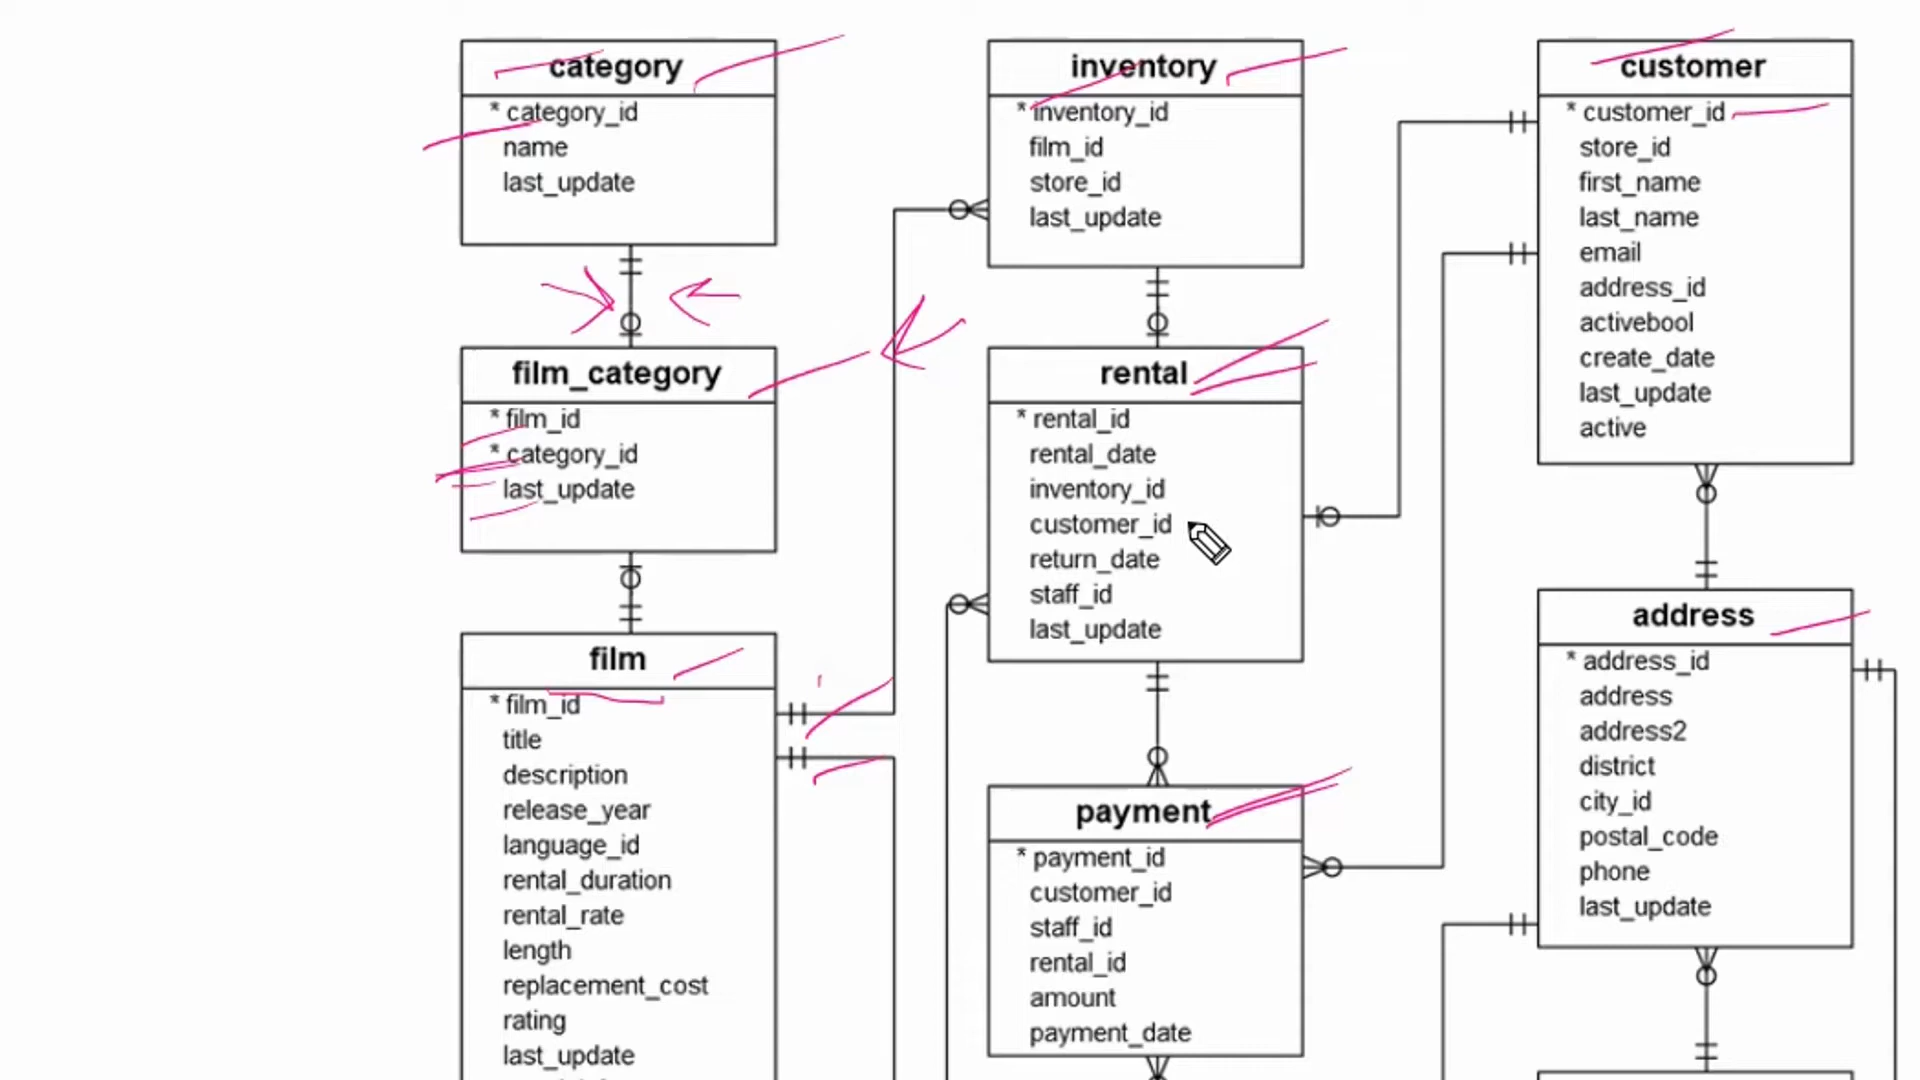 category
* category_id
name
last_update
film_category
* film_id
* category_id
last_update
film
* film_id
title
description
release_year
language_id
rental_duration
rental_rate
length
replacement_cost
rating
last_update
inventory
* inventory_id
film_id
store_id
last_update
rental
* rental_id
rental_date
inventory_id
customer_id
return_date
staff_id
last_update
payment
* payment_id
customer_id
staff_id
rental_id
amount
payment_date
customer
* customer_id
store_id
first_name
last_name
email
address_id
activebool
create_date
last_update
active
address
* address_id
address
address2
district
city_id
postal_code
phone
last_update